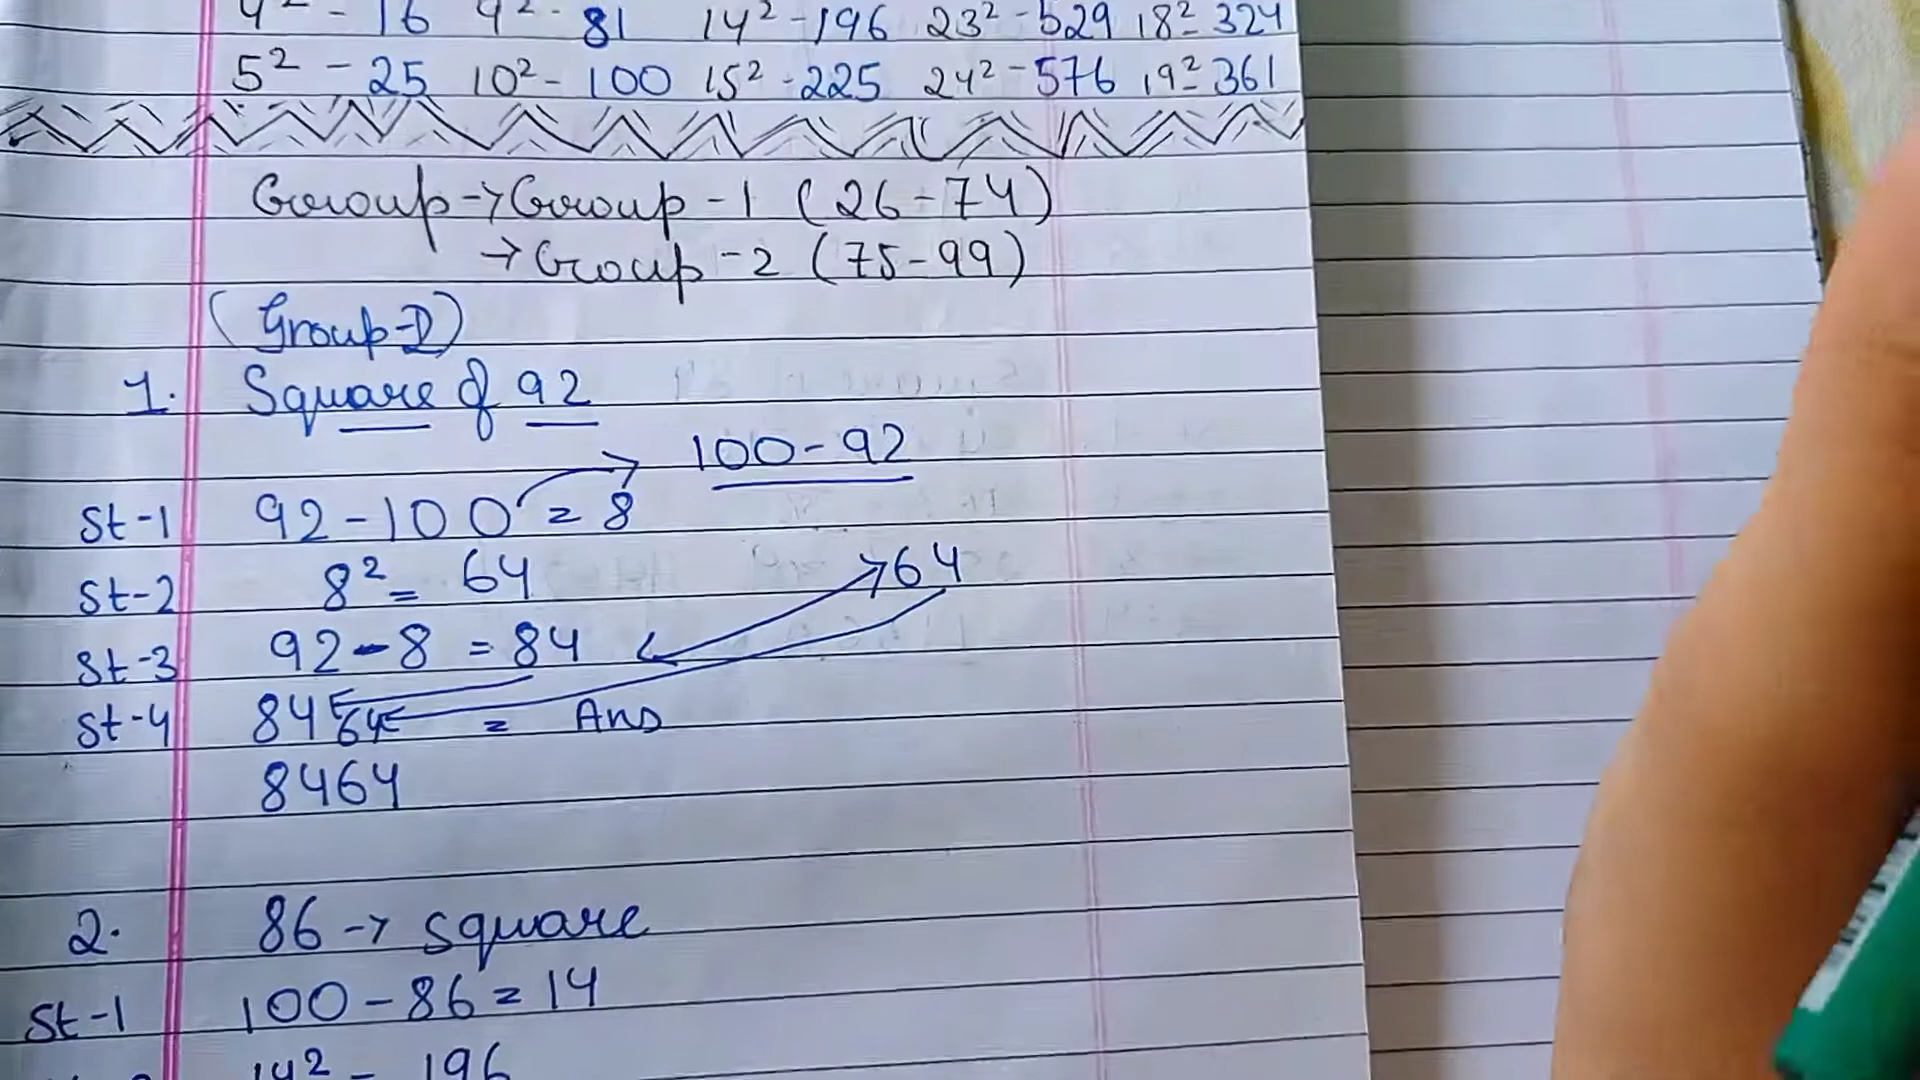 4² - 16 9² - 81 14² - 196 23² - 529 18² - 324
5² - 25 10² - 100 15² - 225 24² - 576 19² - 361
Group → Group - 1 (26 - 74)
→ Group - 2 (75 - 99)
(Group-2)
1. Square of 92
100 - 92
St-1 92 - 100 = 8
St-2 8² = 64 64
St-3 92 - 8 = 84
St-4 84 64 = Ans
8464
2. 86 → square
St-1 100 - 86 = 14
14² - 196